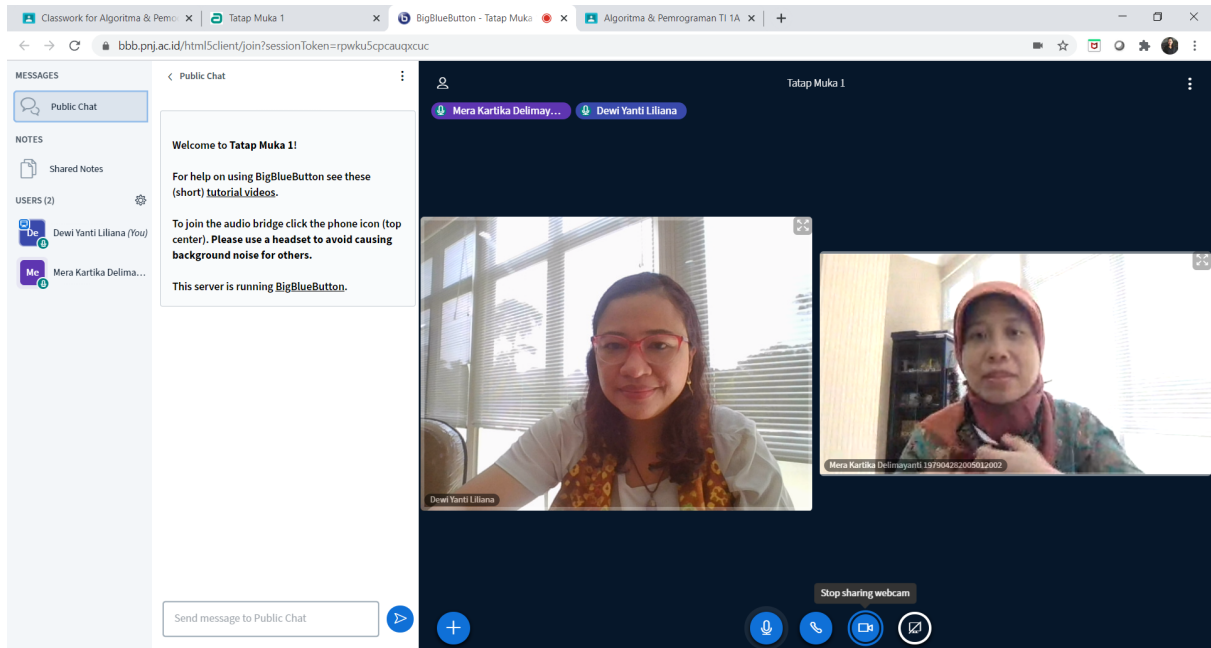 Classwork for Algoritma & Pemo
Tatap Muka 1
BigBlueButton - Tatap Muka
Algoritma & Pemrograman TI 1A
bbb.pnj.ac.id/html5client/join?sessionToken=rpwku5cpcauqxcuc
MESSAGES
Public Chat
NOTES
Shared Notes
USERS (2)
De
Dewi Yanti Liliana (You)
Me
Mera Kartika Delima...
Public Chat
Welcome to Tatap Muka 1!
For help on using BigBlueButton see these
(short) tutorial videos.
To join the audio bridge click the phone icon (top
center). Please use a headset to avoid causing
background noise for others.
This server is running BigBlueButton.
Send message to Public Chat
Tatap Muka 1
Mera Kartika Delimay...
Dewi Yanti Liliana
Dewi Yanti Liliana
Mera Kartika Delimayanti 197904282005012002
Stop sharing webcam